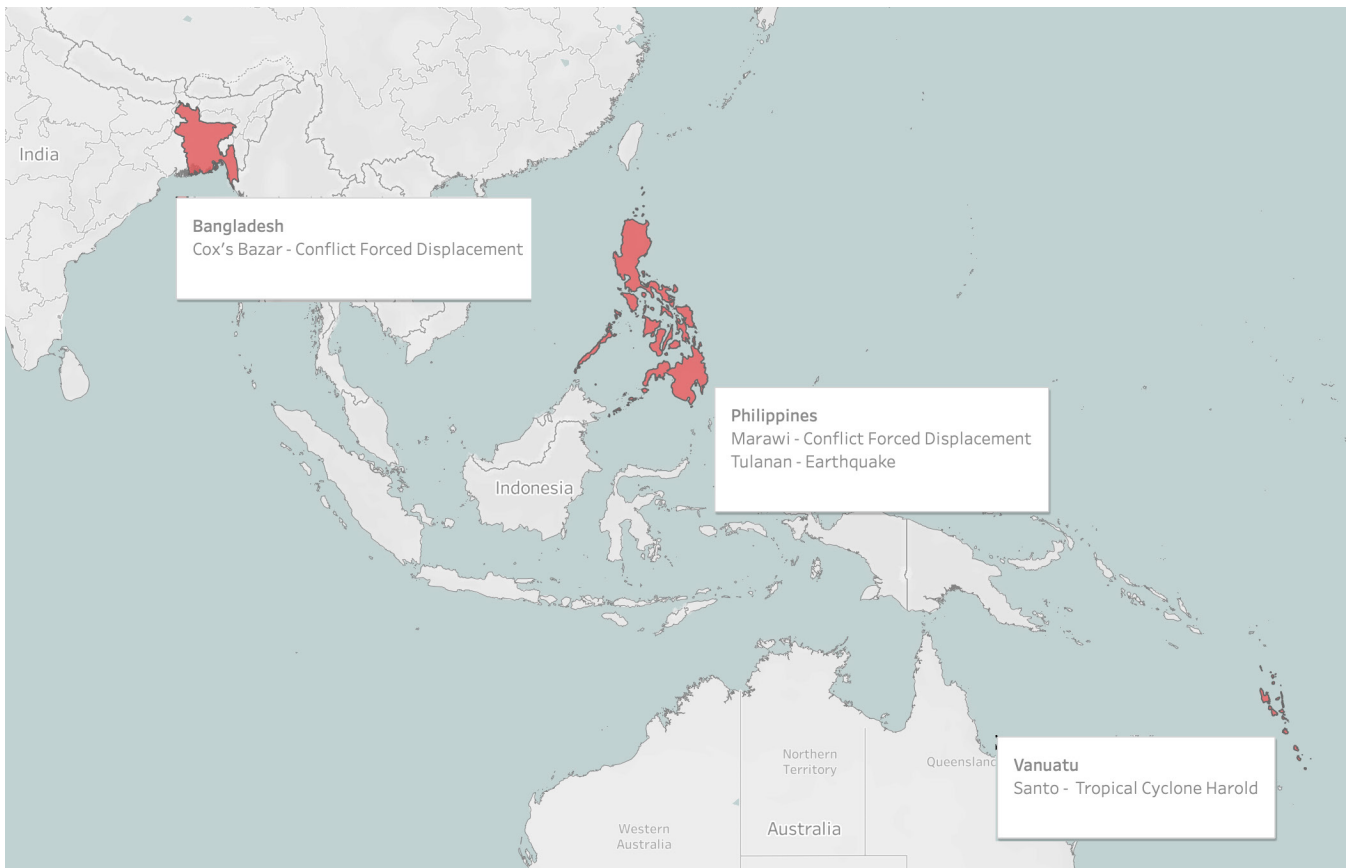 India
Bangladesh
Cox's Bazar - Conflict Forced Displacement
Philippines
Marawi - Conflict Forced Displacement
Tulanan - Earthquake
Indonesia
Vanuatu
Santo - Tropical Cyclone Harold
Northern
Territory
Queensland
Western
Australia
Australia